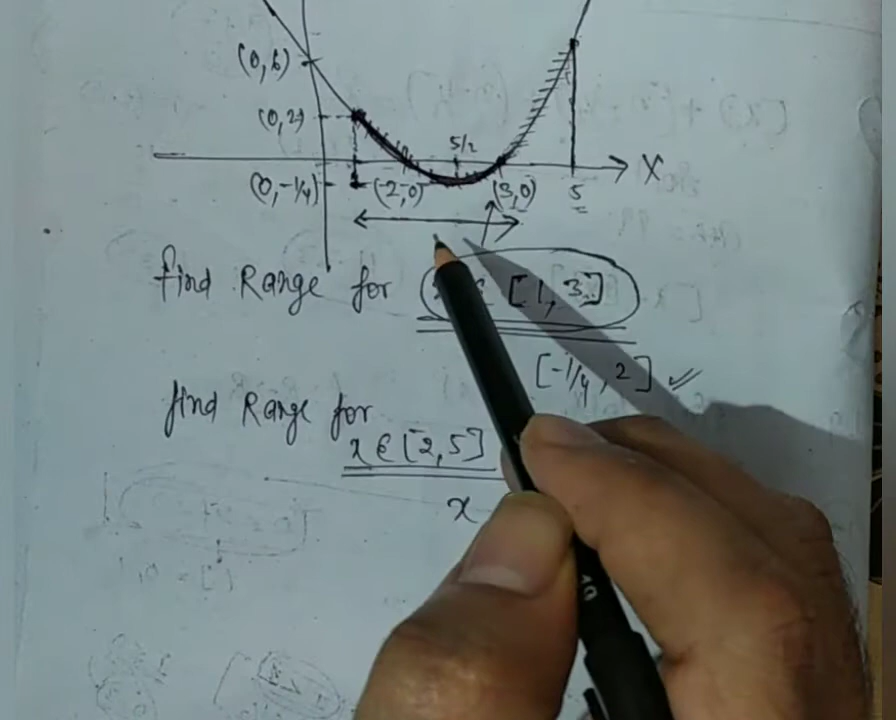 (0,6)
(0,2)
5/2
X
(0,-1/4)
(-2,0)
(3,0)
5
find Range for [1,3]
[-1/4,2]
find Range for
x ∈ [2,5]
x